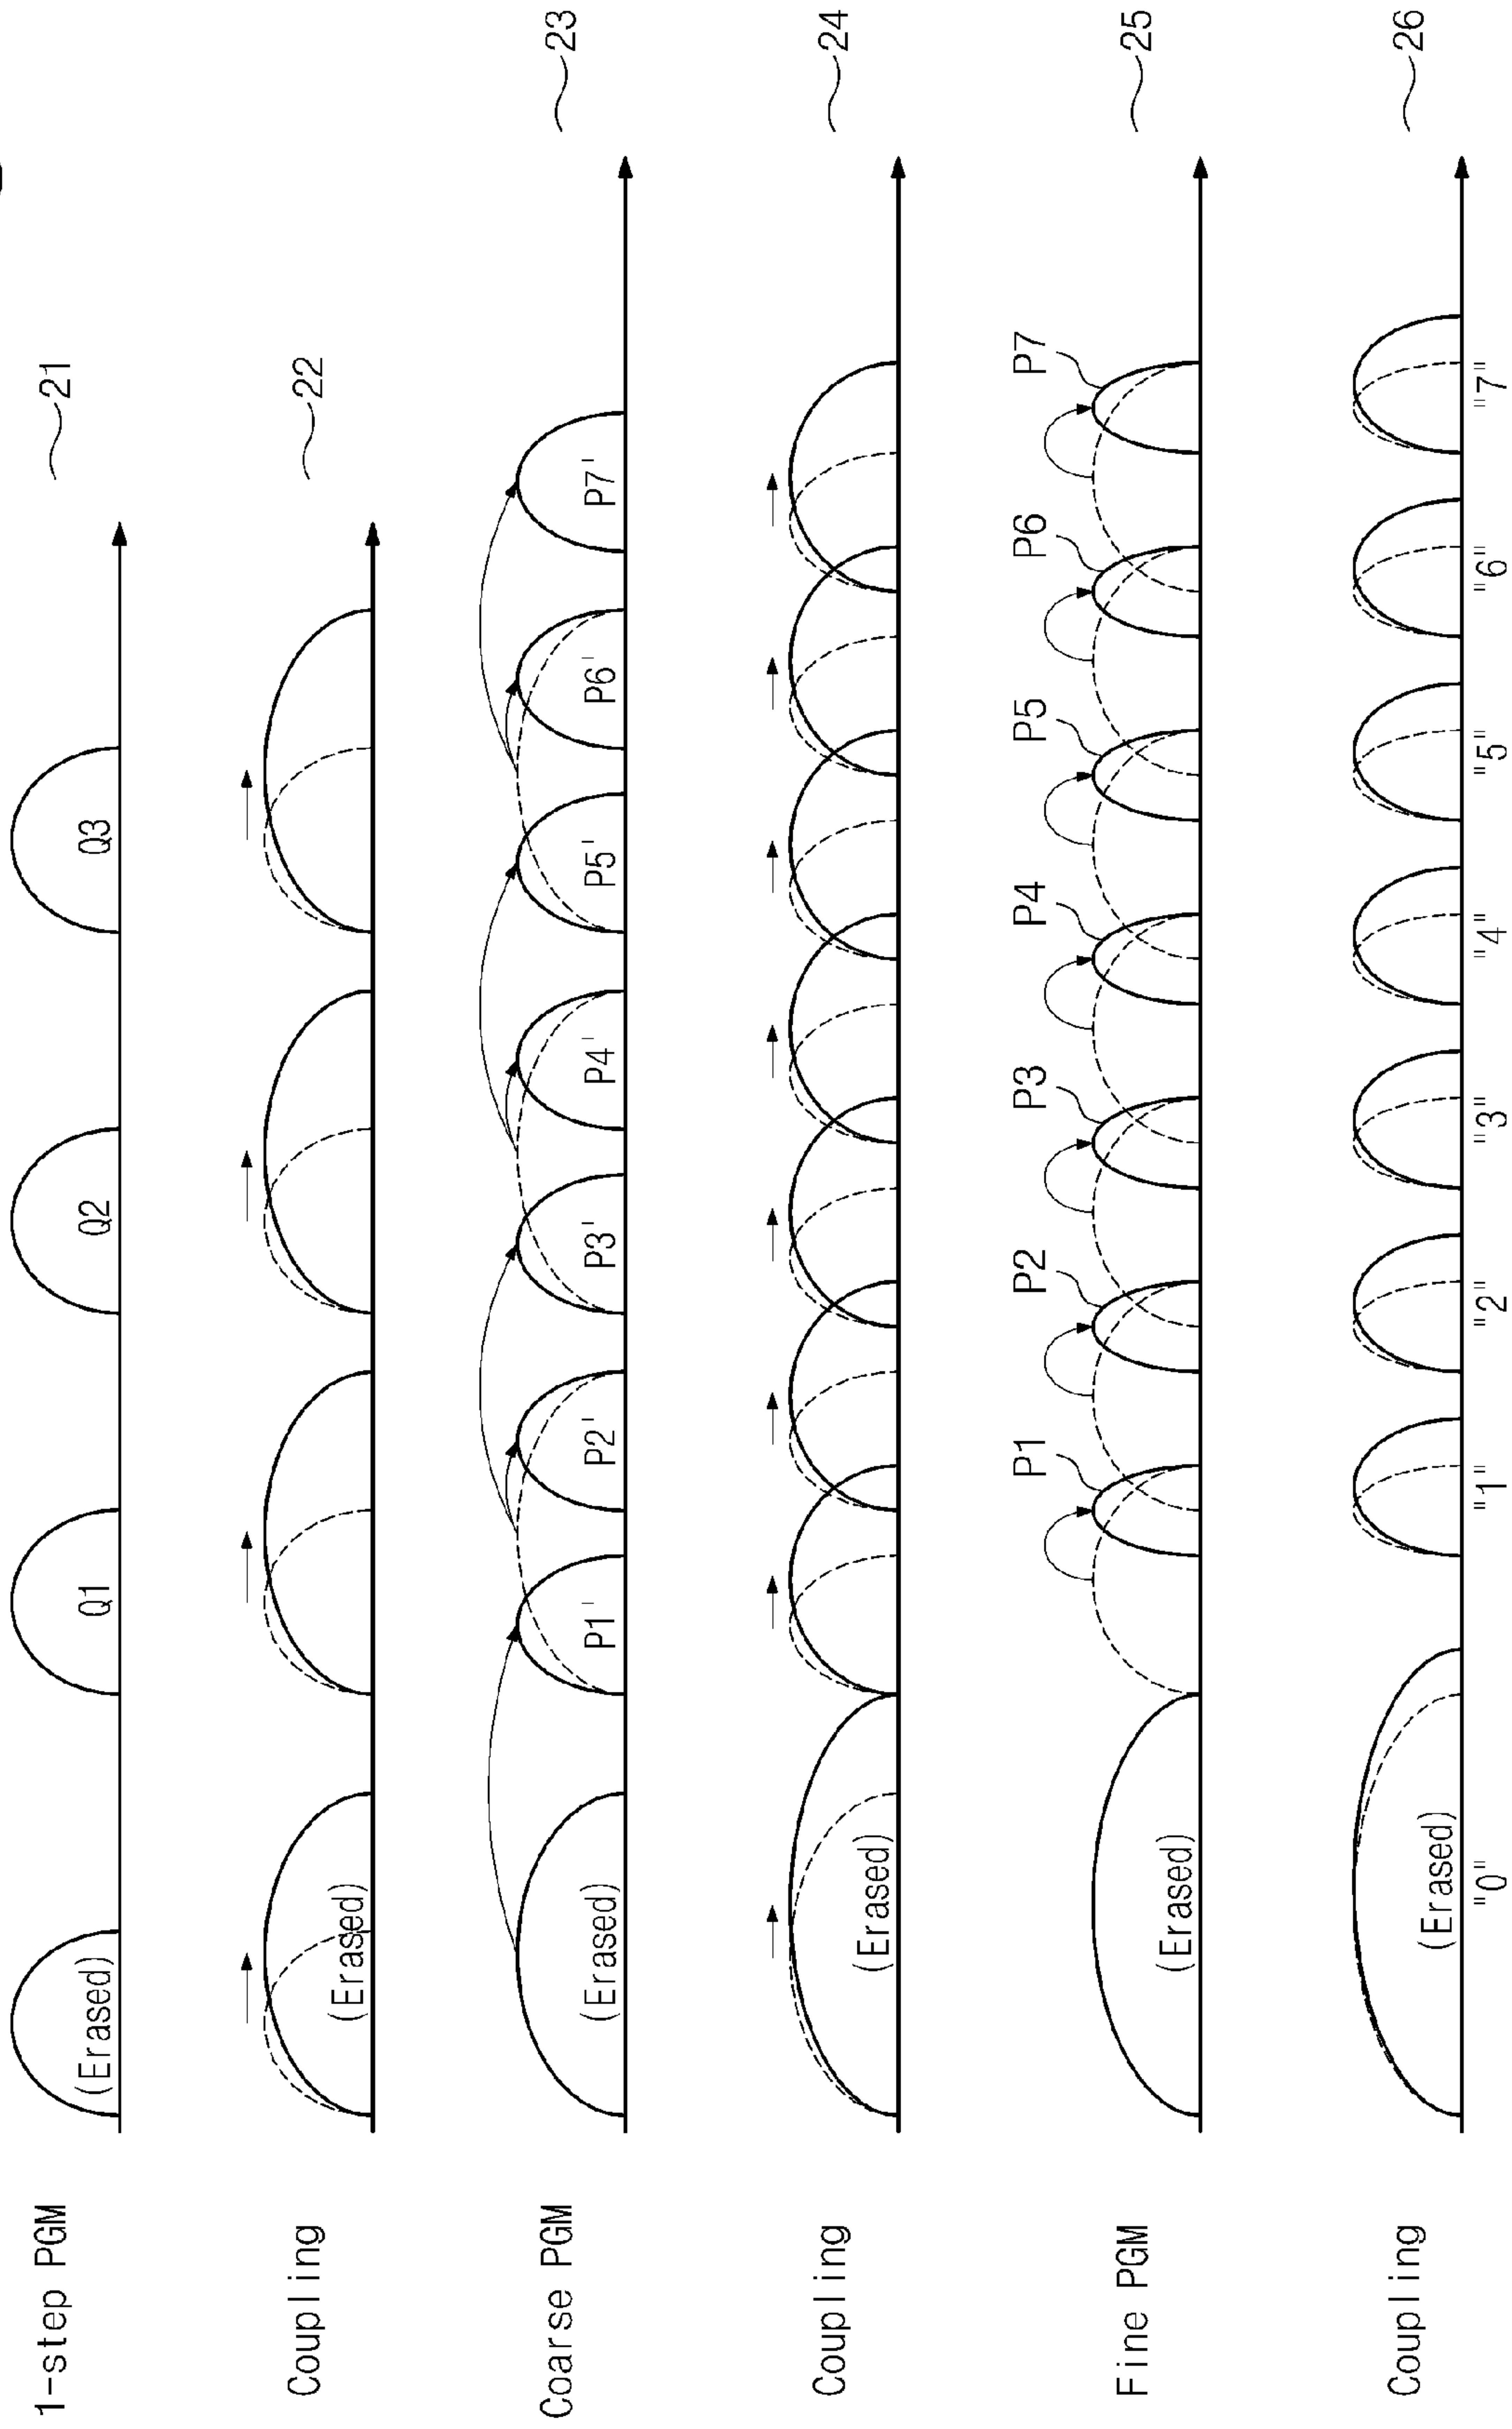 1-step PGM
(Erased) Q1 Q2 Q3 21
Coupling
(Erased) 22
Coarse PGM
(Erased) P1' P2' P3' P4' P5' P6' P7' 23
Coupling
(Erased) 24
Fine PGM
(Erased) P1 P2 P3 P4 P5 P6 P7 25
Coupling
(Erased) 26
"0" "1" "2" "3" "4" "5" "6" "7"